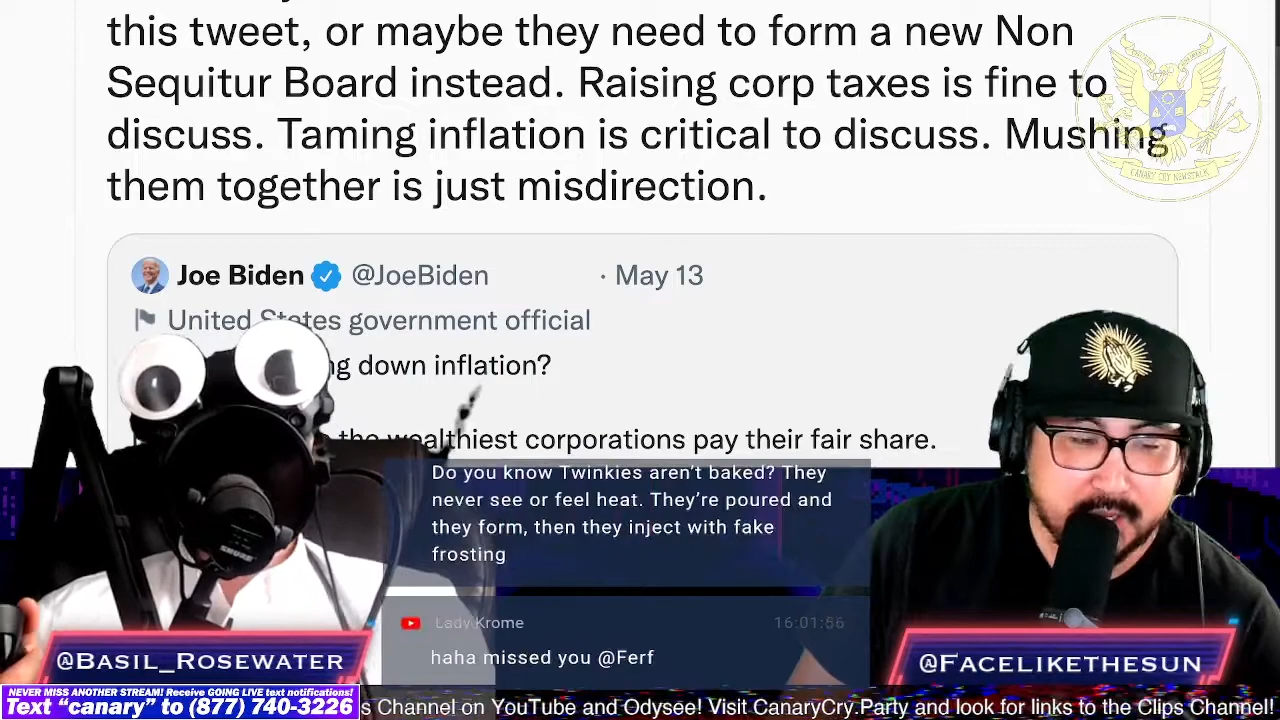 this tweet, or maybe they need to form a new Non
Sequitur Board instead. Raising corp taxes is fine to
discuss. Taming inflation is critical to discuss. Mushing
them together is just misdirection.
CANARY CITY NEWSTALK
Joe Biden @JoeBiden · May 13
United States government official
ng down inflation?
the wealthiest corporations pay their fair share.
Do you know Twinkies aren't baked? They
never see or feel heat. They're poured and
they form, then they inject with fake
frosting
Lady Krome 16:01:56
haha missed you @Ferf
SHURE
@BASIL_ROSEWATER
@FACELIKETHESUN
NEVER MISS ANOTHER STREAM! Receive GOING LIVE text notifications!
Text "canary" to (877) 740-3226
s Channel on YouTube and Odysee! Visit CanaryCry.Party and look for links to the Clips Channel!